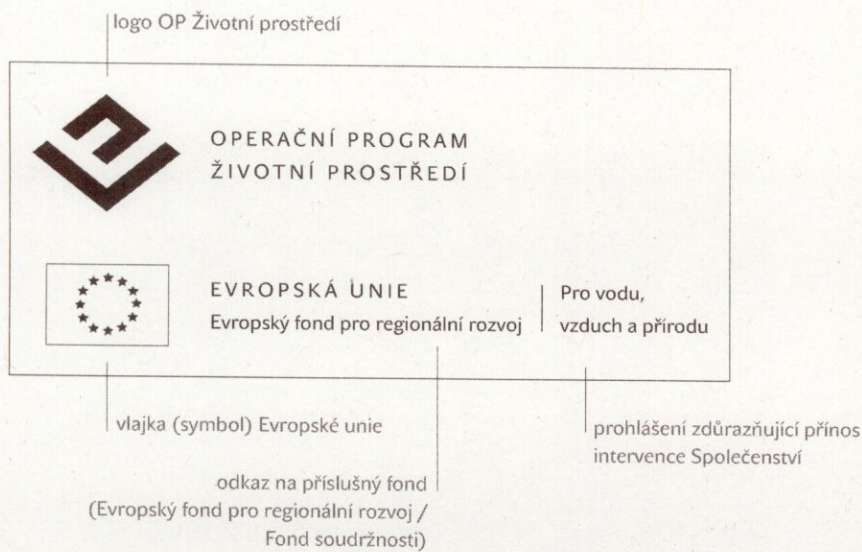 logo OP Životní prostředí
OPERAČNÍ PROGRAM
ŽIVOTNÍ PROSTŘEDÍ
EVROPSKÁ UNIE
Evropský fond pro regionální rozvoj
Pro vodu,
vzduch a přírodu
vlajka (symbol) Evropské unie
prohlášení zdůrazňující přínos
intervence Společenství
odkaz na příslušný fond
(Evropský fond pro regionální rozvoj /
Fond soudržnosti)